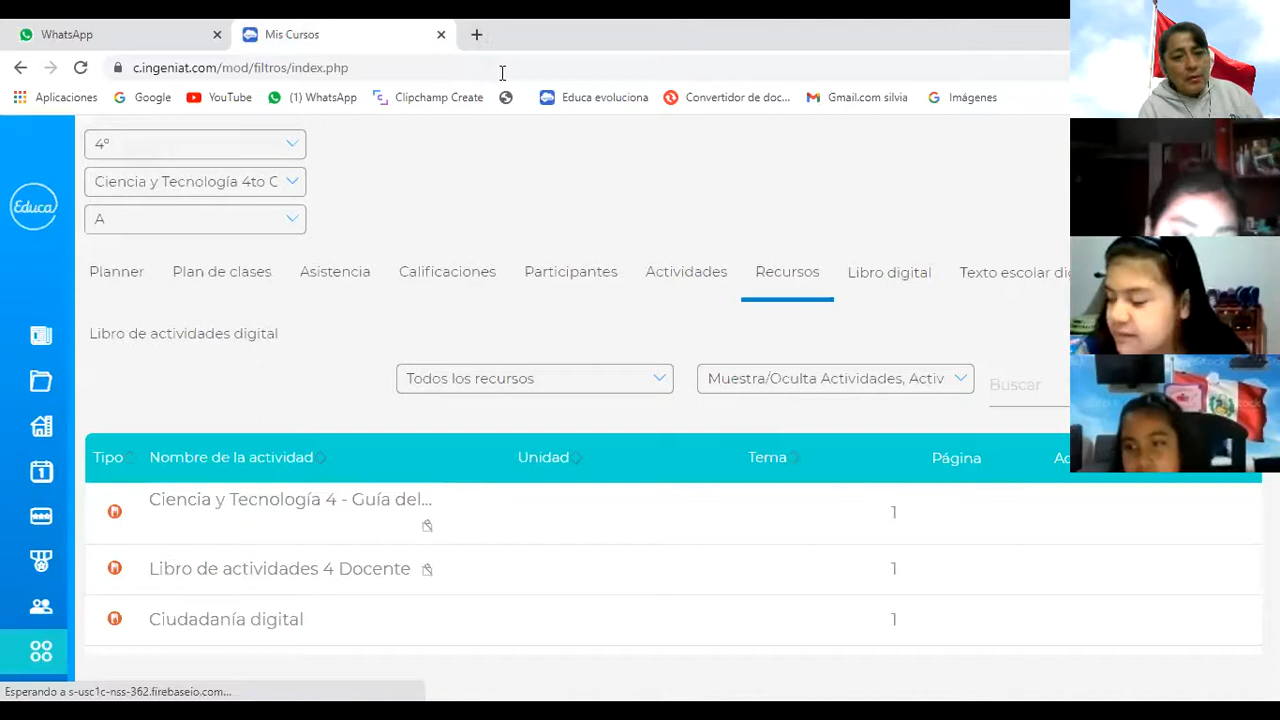 WhatsApp
Mis Cursos
c.ingeniat.com/mod/filtros/index.php
Aplicaciones Google YouTube (1) WhatsApp Clipchamp Create Educa evoluciona Convertidor de doc... Gmail.com silvia Imágenes
4º
Ciencia y Tecnología 4to C
A
Educa
Planner Plan de clases Asistencia Calificaciones Participantes Actividades Recursos Libro digital Texto escolar di
Libro de actividades digital
Todos los recursos Muestra/Oculta Actividades, Activ Buscar
Tipo Nombre de la actividad Unidad Tema Página Ac
Ciencia y Tecnología 4 - Guía del... 1
Libro de actividades 4 Docente 1
Ciudadanía digital 1
Esperando a s-usc1c-nss-362.firebaseio.com...